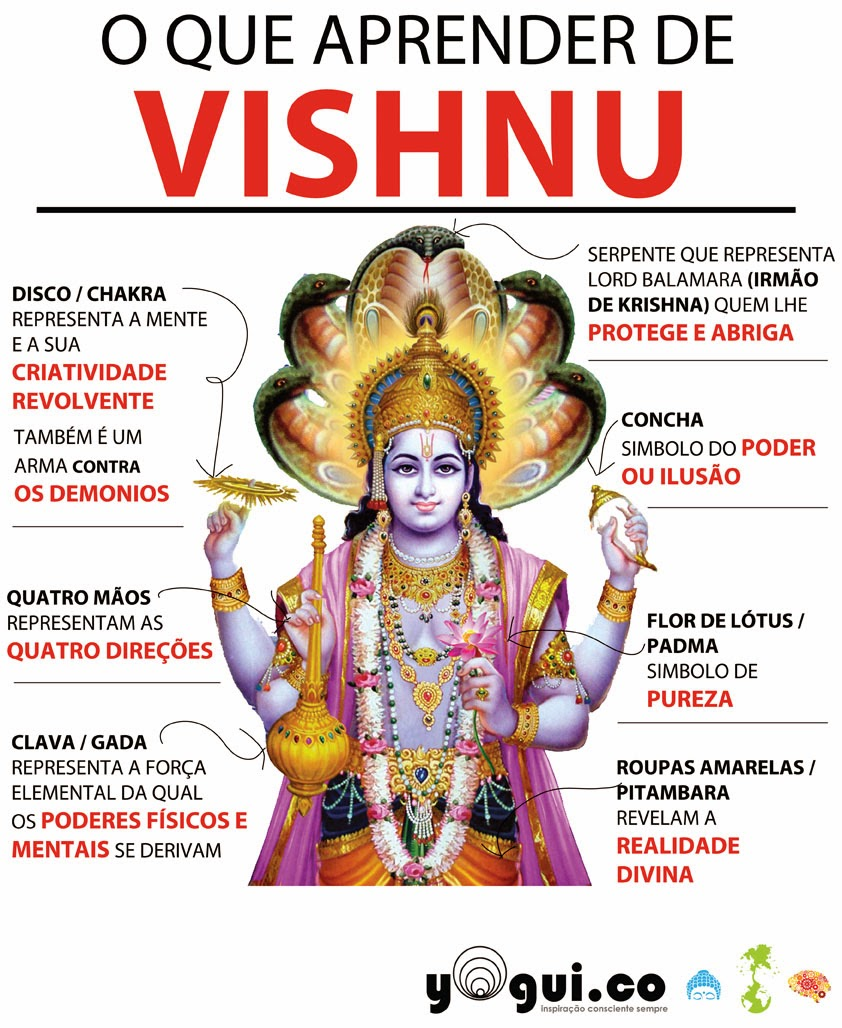 O QUE APRENDER DE
VISHNU
DISCO / CHAKRA
REPRESENTA A MENTE
E A SUA
CRIATIVIDADE
REVOLVENTE
TAMBÉM É UM
ARMA CONTRA
OS DEMONIOS
QUATRO MÃOS
REPRESENTAM AS
QUATRO DIREÇÕES
CLAVA / GADA
REPRESENTA A FORÇA
ELEMENTAL DA QUAL
OS PODERES FÍSICOS E
MENTAIS SE DERIVAM
SERPENTE QUE REPRESENTA
LORD BALAMARA (IRMÃO
DE KRISHNA) QUEM LHE
PROTEGE E ABRIGA
CONCHA
SIMBOLO DO PODER
OU ILUSÃO
FLOR DE LÓTUS /
PADMA
SIMBOLO DE
PUREZA
ROUPAS AMARELAS /
PITAMBARA
REVELAM A
REALIDADE
DIVINA
yogui.co
inspiração consciente sempre